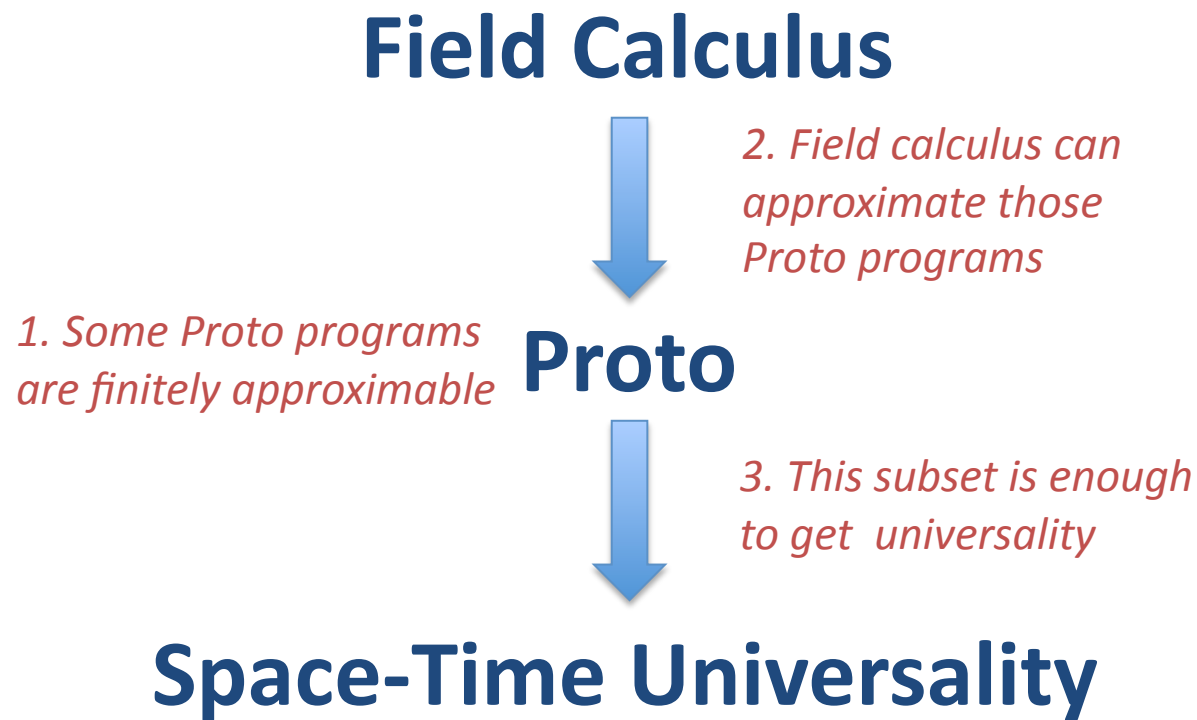 Field Calculus
2. Field calculus can
approximate those
Proto programs
1. Some Proto programs
are finitely approximable
Proto
3. This subset is enough
to get  universality
Space-Time Universality